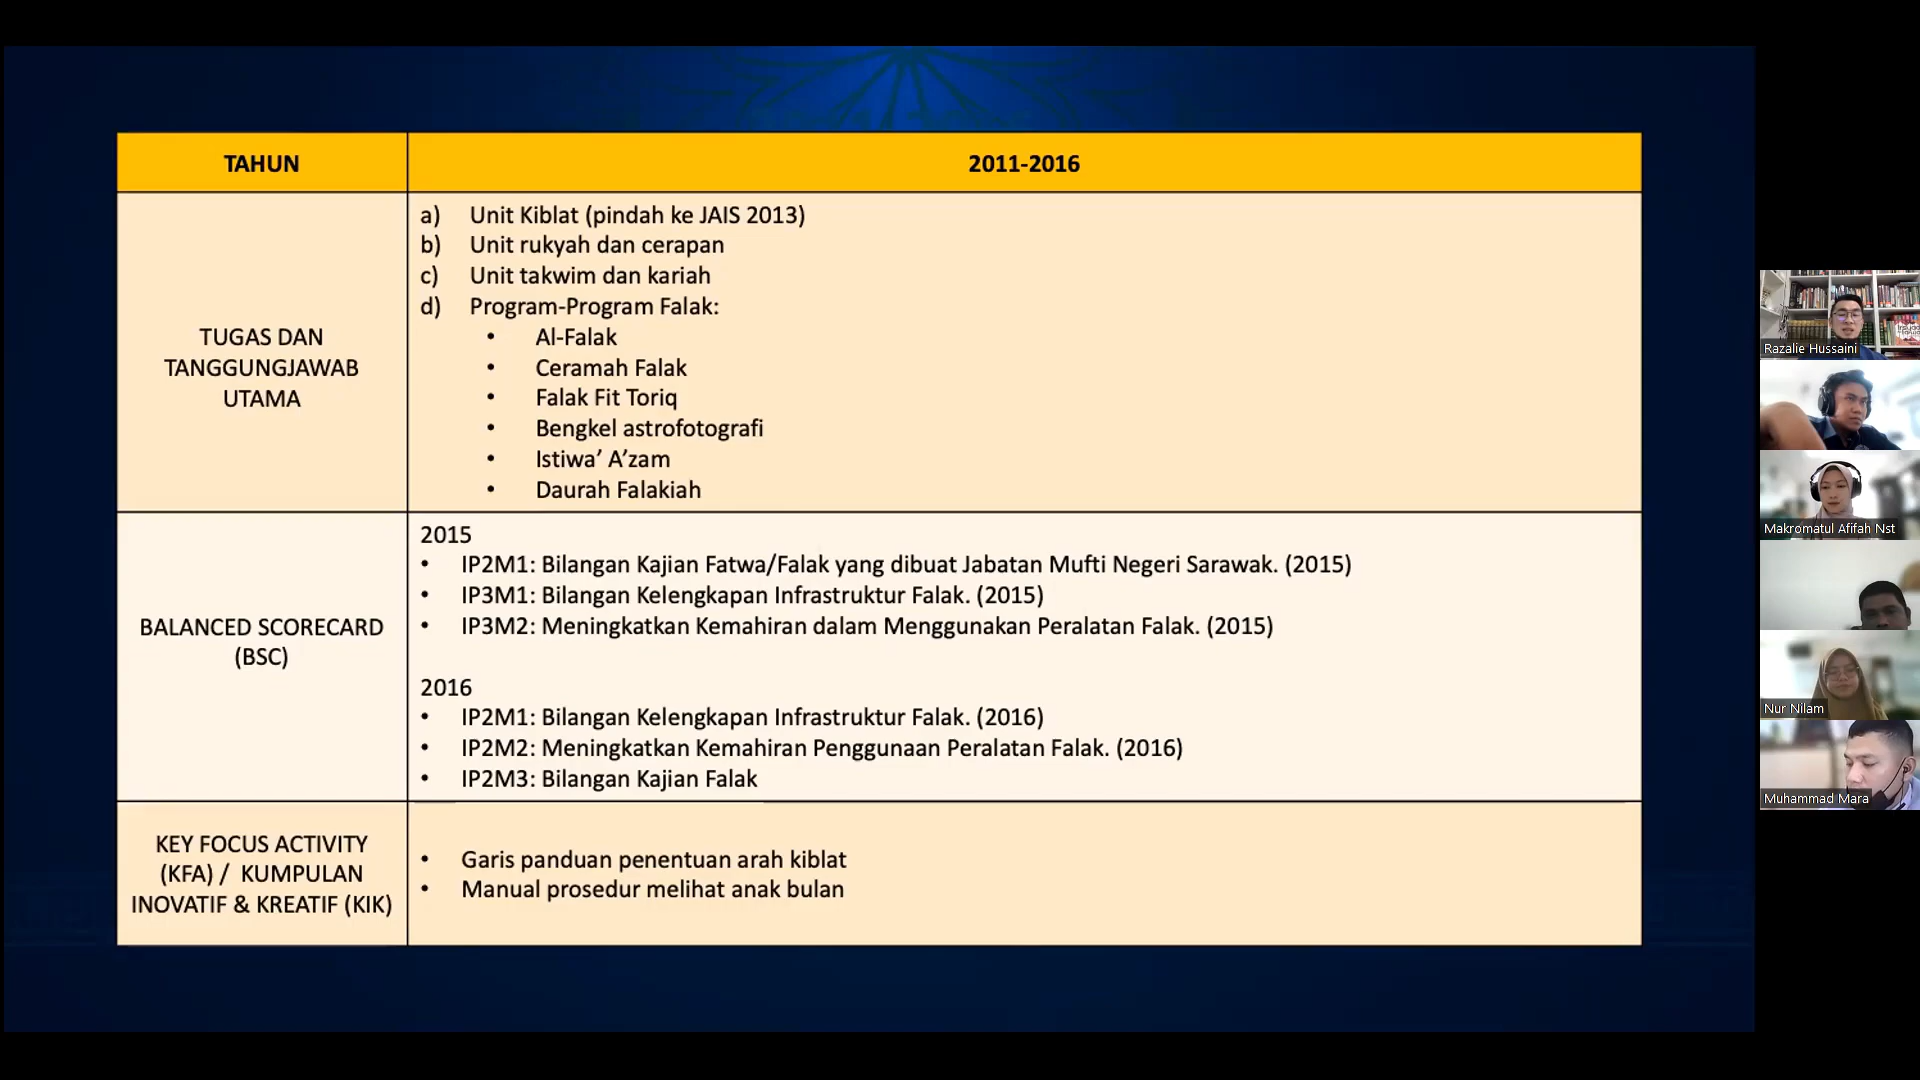 TAHUN
2011-2016
TUGAS DAN
TANGGUNGJAWAB
UTAMA
a) Unit Kiblat (pindah ke JAIS 2013)
b) Unit rukyah dan cerapan
c) Unit takwim dan kariah
d) Program-Program Falak:
• Al-Falak
• Ceramah Falak
• Falak Fit Toriq
• Bengkel astrofotografi
• Istiwa’ A’zam
• Daurah Falakiah
BALANCED SCORECARD
(BSC)
2015
• IP2M1: Bilangan Kajian Fatwa/Falak yang dibuat Jabatan Mufti Negeri Sarawak. (2015)
• IP3M1: Bilangan Kelengkapan Infrastruktur Falak. (2015)
• IP3M2: Meningkatkan Kemahiran dalam Menggunakan Peralatan Falak. (2015)
2016
• IP2M1: Bilangan Kelengkapan Infrastruktur Falak. (2016)
• IP2M2: Meningkatkan Kemahiran Penggunaan Peralatan Falak. (2016)
• IP2M3: Bilangan Kajian Falak
KEY FOCUS ACTIVITY
(KFA) / KUMPULAN
INOVATIF & KREATIF (KIK)
• Garis panduan penentuan arah kiblat
• Manual prosedur melihat anak bulan
Razalie Hussaini
Makromatul Afifah Nst
Nur Nilam
Muhammad Mara